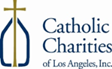 Catholic
Charities
of Los Angeles, Inc.